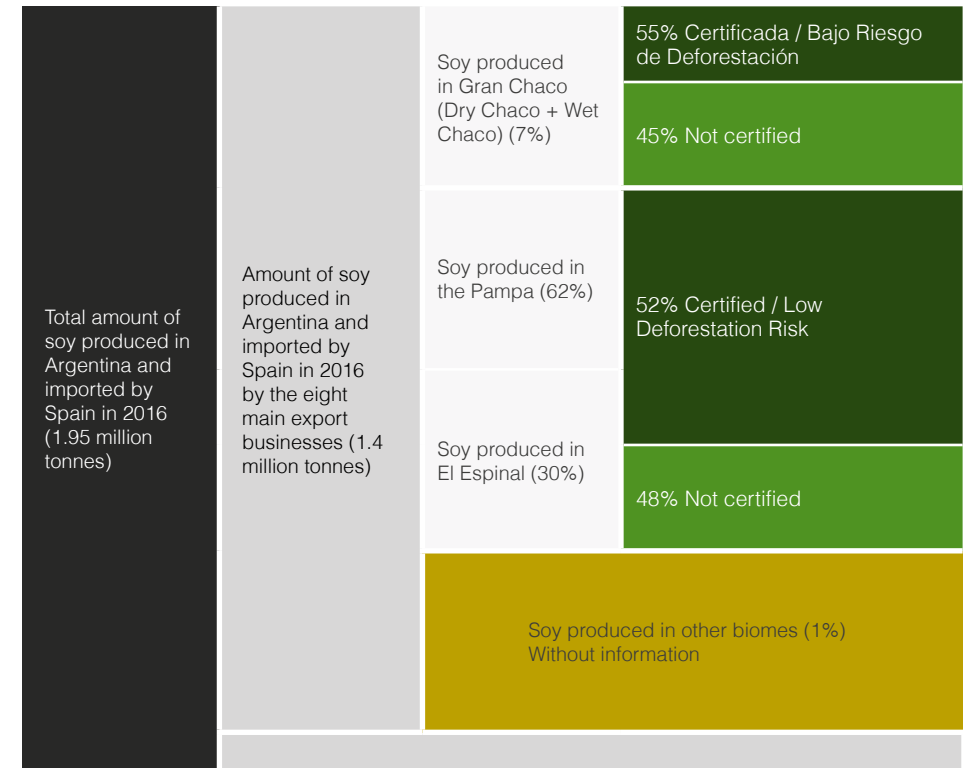 Total amount of
soy produced in
Argentina and
imported by
Spain in 2016
(1.95 million
tonnes)
Amount of soy
produced in
Argentina and
imported by
Spain in 2016
by the eight
main export
businesses (1.4
million tonnes)
Soy produced
in Gran Chaco
(Dry Chaco + Wet
Chaco) (7%)
55% Certificada / Bajo Riesgo
de Deforestación
45% Not certified
Soy produced in
the Pampa (62%)
52% Certified / Low
Deforestation Risk
Soy produced in
El Espinal (30%)
48% Not certified
Soy produced in other biomes (1%)
Without information